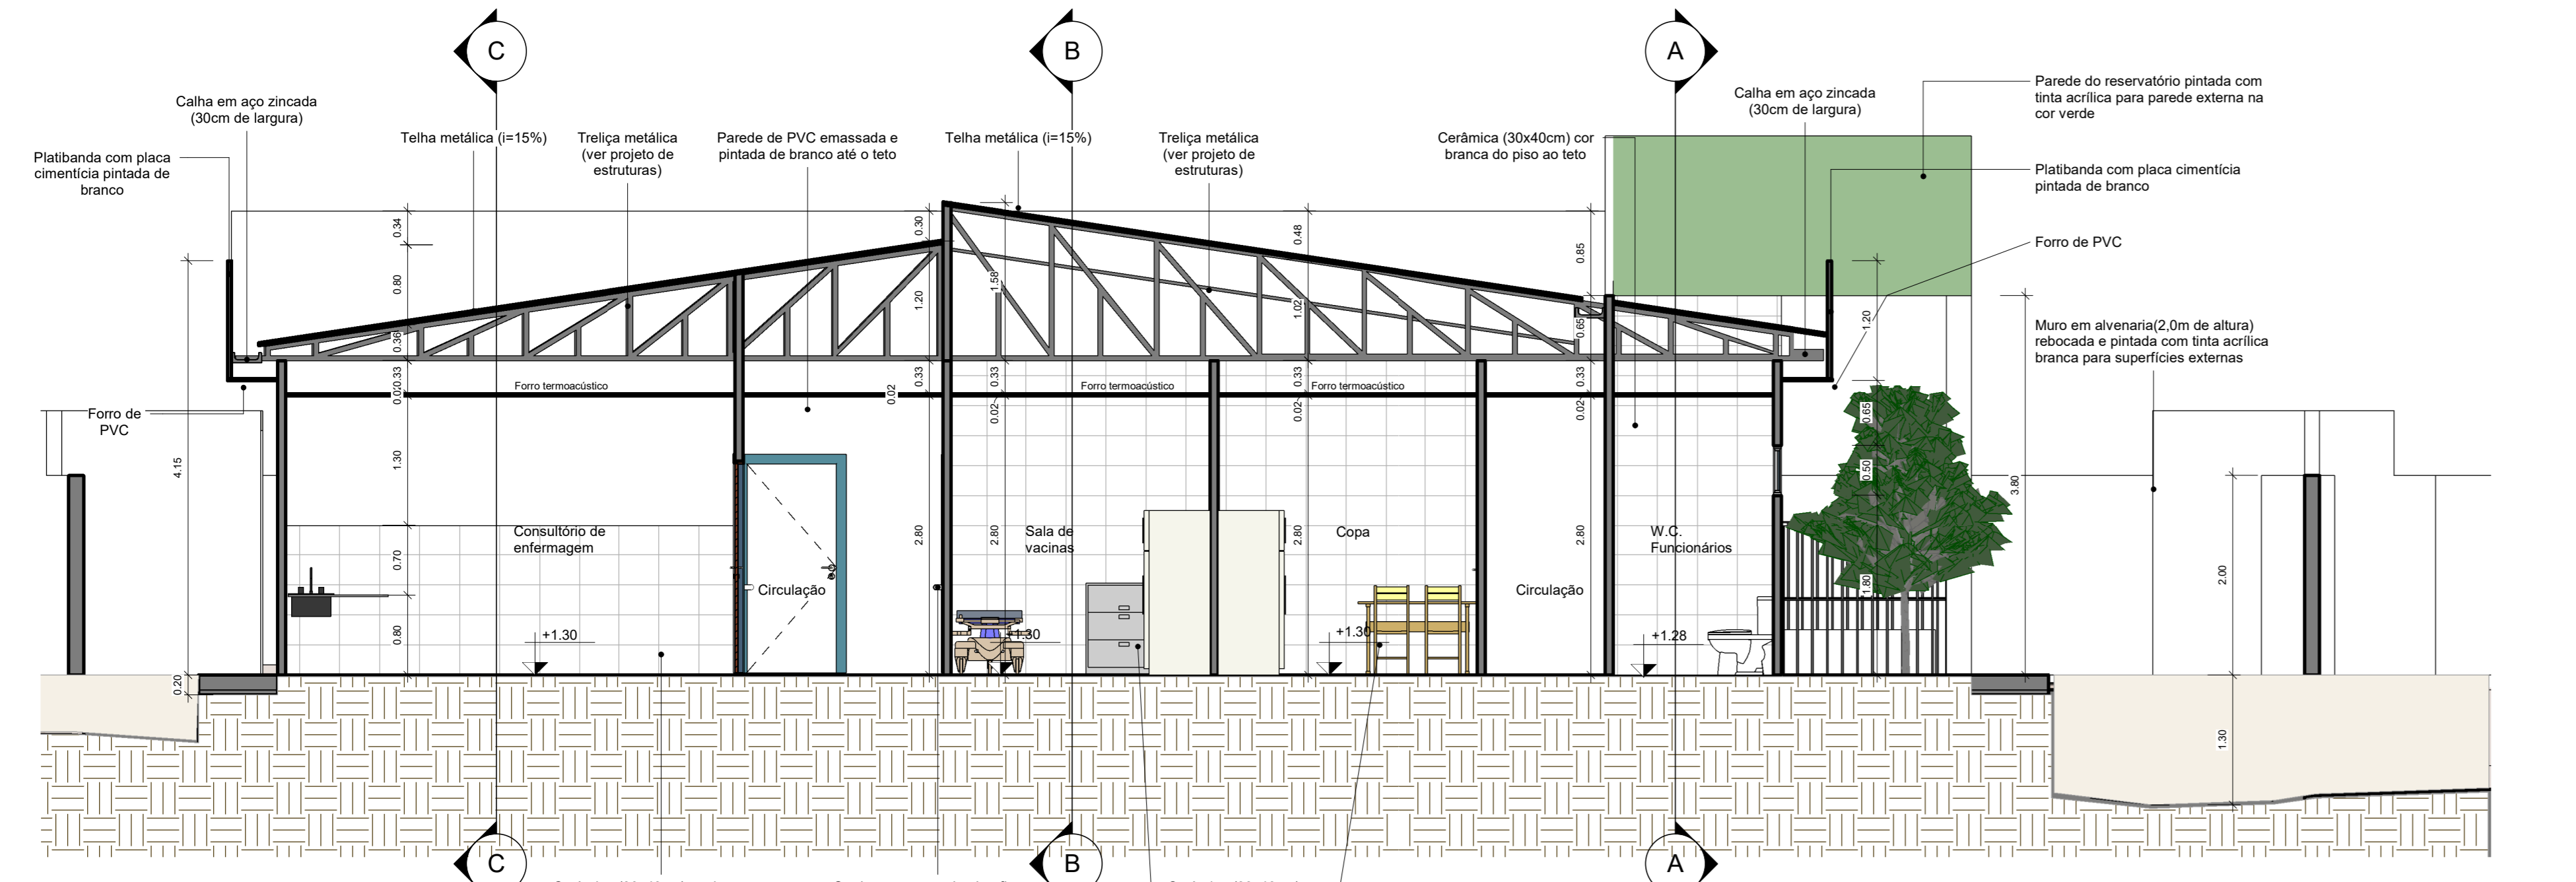 C
B
A
Calha em aço zincada
(30cm de largura)
Platibanda com placa
cimentícia pintada de
branco
Telha metálica (i=15%)
Treliça metálica
(ver projeto de
estruturas)
Parede de PVC emassada e
pintada de branco até o teto
Telha metálica (i=15%)
Treliça metálica
(ver projeto de
estruturas)
Cerâmica (30x40cm) cor
branca do piso ao teto
Calha em aço zincada
(30cm de largura)
Parede do reservatório pintada com
tinta acrílica para parede externa na
cor verde
Platibanda com placa cimentícia
pintada de branco
Forro de PVC
Muro em alvenaria(2,0m de altura)
rebocada e pintada com tinta acrílica
branca para superfícies externas
Forro de
PVC
4.15
0.20
0.34
0.80
0.36
0.33
0.02
1.30
0.70
0.80
0.30
1.20
0.33
0.02
2.80
1.58
0.33
0.02
2.80
0.48
1.02
0.33
0.02
2.80
0.85
0.65
0.33
0.02
2.80
1.20
0.65
0.50
1.80
3.80
2.00
1.30
Forro termoacústico
Forro termoacústico
Forro termoacústico
Consultório de
enfermagem
Circulação
Sala de
vacinas
Copa
Circulação
W.C.
Funcionários
+1.30
+1.30
+1.30
+1.28
C
B
A